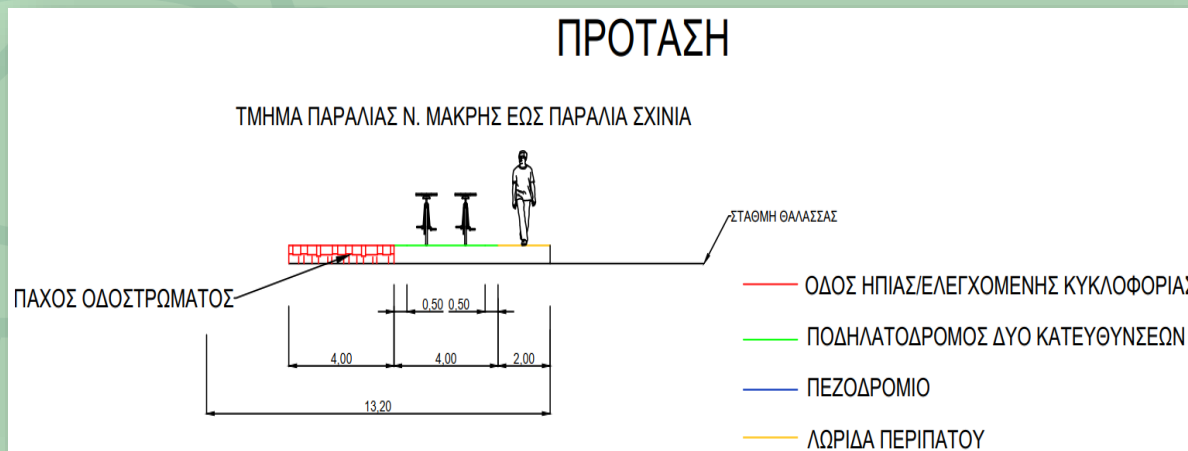 ΠΡΟΤΑΣΗ
ΤΜΗΜΑ ΠΑΡΑΛΙΑΣ Ν. ΜΑΚΡΗΣ ΕΩΣ ΠΑΡΑΛΙΑ ΣΧΙΝΙΑ
ΣΤΑΘΜΗ ΘΑΛΑΣΣΑΣ
ΠΑΧΟΣ ΟΔΟΣΤΡΩΜΑΤΟΣ
0,50 0,50
4,00 4,00 2,00
13,20
ΟΔΟΣ ΗΠΙΑΣ/ΕΛΕΓΧΟΜΕΝΗΣ ΚΥΚΛΟΦΟΡΙΑΣ
ΠΟΔΗΛΑΤΟΔΡΟΜΟΣ ΔΥΟ ΚΑΤΕΥΘΥΝΣΕΩΝ
ΠΕΖΟΔΡΟΜΙΟ
ΛΩΡΙΔΑ ΠΕΡΙΠΑΤΟΥ